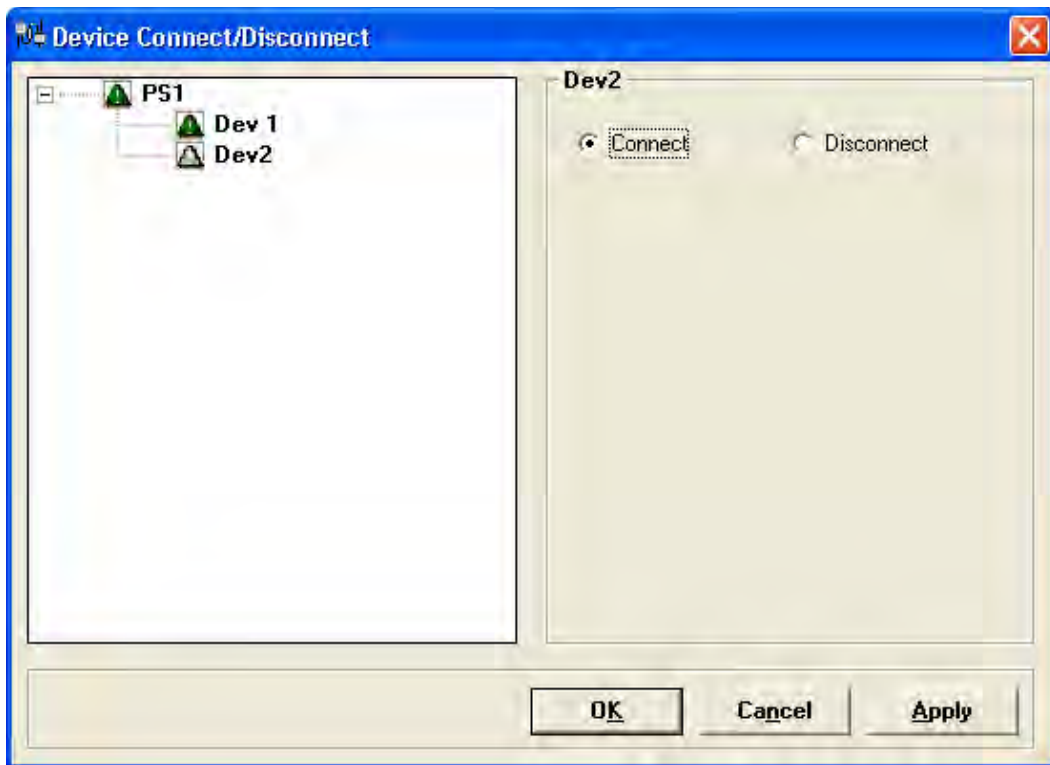 Device Connect/Disconnect
PS1
Dev 1
Dev2
Dev2
Connect
Disconnect
OK
Cancel
Apply